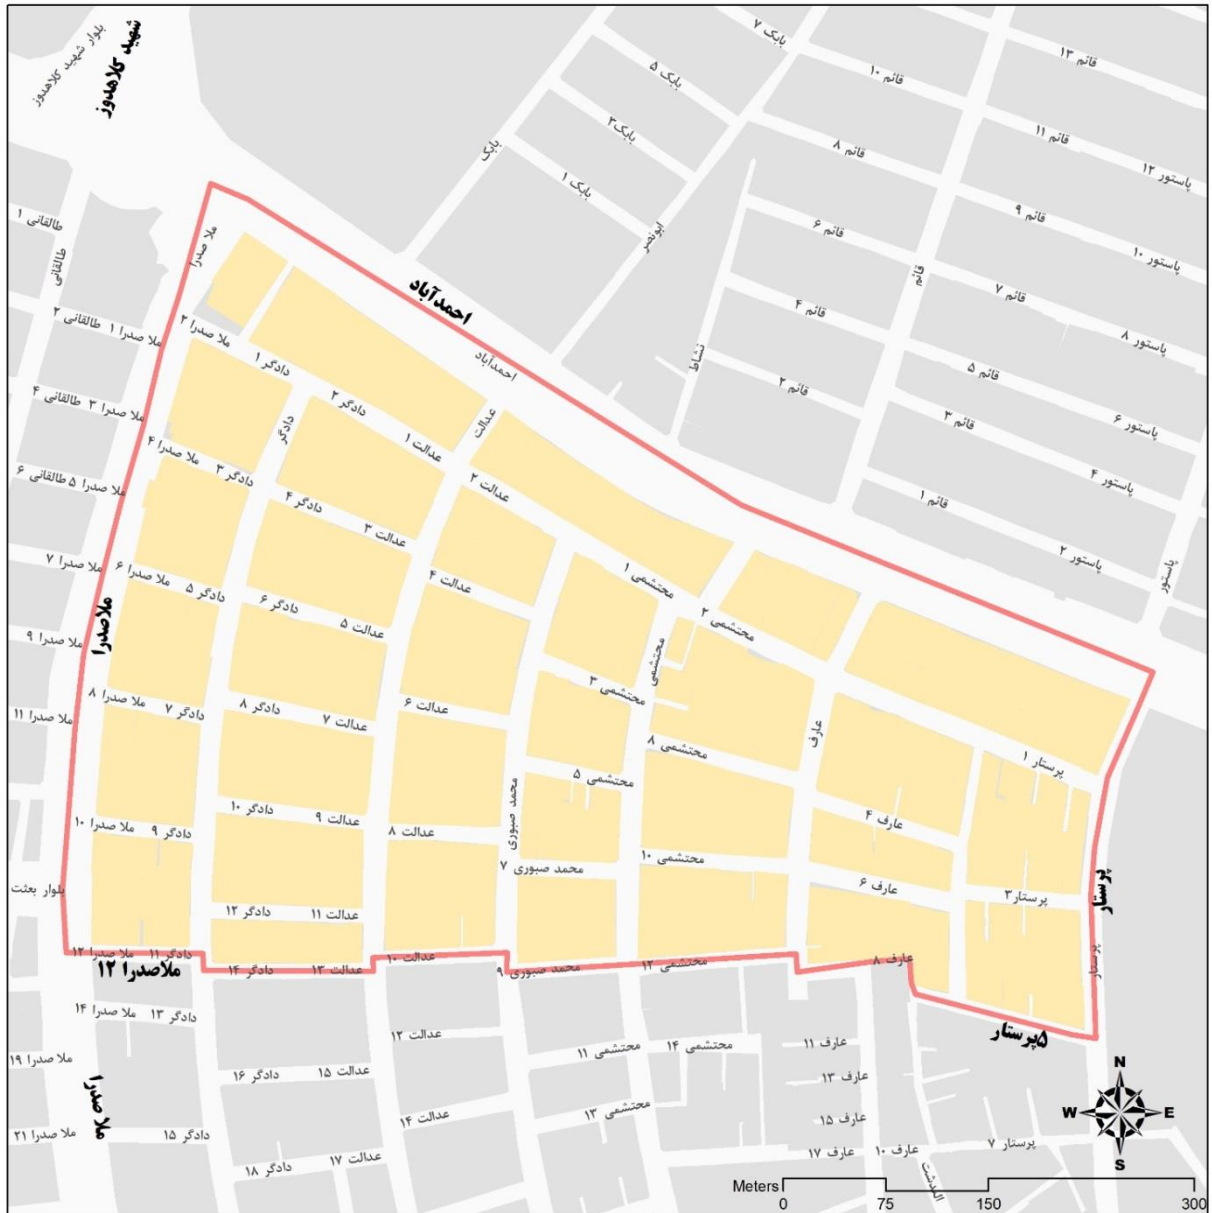 بلوار شهید کلاهدوز
شهید کلاهدوز
بابک ۷
قائم ۱۳
بابک ۵
قائم ۱۰
بابک۳
قائم ۸
قائم ۱۱
پاستور ۱۲
بابک
بابک ۱
ابونصر
قائم ۶
قائم ۹
پاستور ۱۰
طالقانی ۱
طالقانی
ملا صدرا
قائم
قائم ۷
پاستور ۸
احمدآباد
قائم ۴
نشاط
قائم ۲
قائم ۵
پاستور ۶
طالقانی ۲
ملا صدرا ۱
ملا صدرا ۲
دادگر ۱
احمدآباد
قائم ۳
پاستور ۴
طالقانی ۴
ملا صدرا ۳
دادگر ۲
دادگر
عدالت
عدالت ۱
عدالت ۲
قائم ۱
پاستور ۲
پاستور
طالقانی ۶
ملا صدرا ۵
ملا صدرا ۴
دادگر ۳
دادگر ۴
عدالت ۳
عدالت ۴
محتشمی ۱
محتشمی ۲
ملا صدرا ۷
ملا صدرا ۶
دادگر ۵
دادگر ۶
عدالت ۵
ملا صدرا ۹
ملاصدرا
محتشمی
محتشمی ۳
ملا صدرا ۱۱
ملا صدرا ۸
دادگر ۷
دادگر ۸
عدالت ۷
عدالت ۶
محتشمی ۸
عارف
پرستار ۱
محتشمی ۵
محمد صبوری
ملا صدرا ۱۰
دادگر ۹
دادگر ۱۰
عدالت ۹
عدالت ۸
عارف ۴
محمد صبوری ۷
محتشمی ۱۰
عارف ۶
پرستار۳
پرستار
بلوار بعثت
دادگر ۱۲
عدالت ۱۱
ملا صدرا ۱۲
دادگر ۱۱
ملاصدرا ۱۲
دادگر ۱۴
عدالت ۱۳
عدالت ۱۰
محمد صبوری ۹
محتشمی ۱۲
عارف ۸
پرستار
ملا صدرا ۱۴
دادگر ۱۳
عدالت ۱۲
محتشمی ۱۱
محتشمی ۱۴
عارف ۱۱
۵پرستار
ملا صدرا ۱۹
ملا صدرا
دادگر ۱۶
عدالت ۱۵
عارف ۱۳
محتشمی ۱۳
عدالت ۱۴
عارف ۱۵
ملا صدرا ۲۱
دادگر ۱۵
دادگر ۱۸
عدالت ۱۷
عارف ۱۷
عارف ۱۰
پرستار ۷
الندشت
N
W
E
S
Meters
0
75
150
300